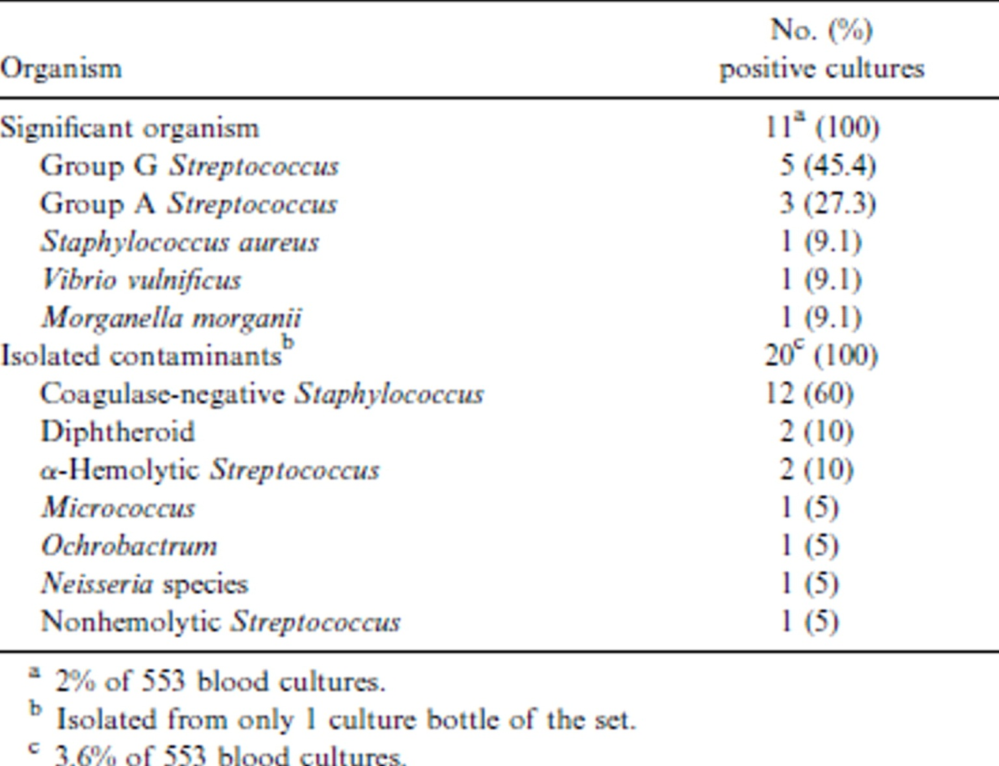 No. (%)
Organism positive cultures
Significant organism 11a (100)
Group G Streptococcus 5 (45.4)
Group A Streptococcus 3 (27.3)
Staphylococcus aureus 1 (9.1)
Vibrio vulnificus 1 (9.1)
Morganella morganii 1 (9.1)
Isolated contaminantsb 20c (100)
Coagulase-negative Staphylococcus 12 (60)
Diphtheroid 2 (10)
α-Hemolytic Streptococcus 2 (10)
Micrococcus 1 (5)
Ochrobactrum 1 (5)
Neisseria species 1 (5)
Nonhemolytic Streptococcus 1 (5)
a 2% of 553 blood cultures.
b Isolated from only 1 culture bottle of the set.
c 3.6% of 553 blood cultures.